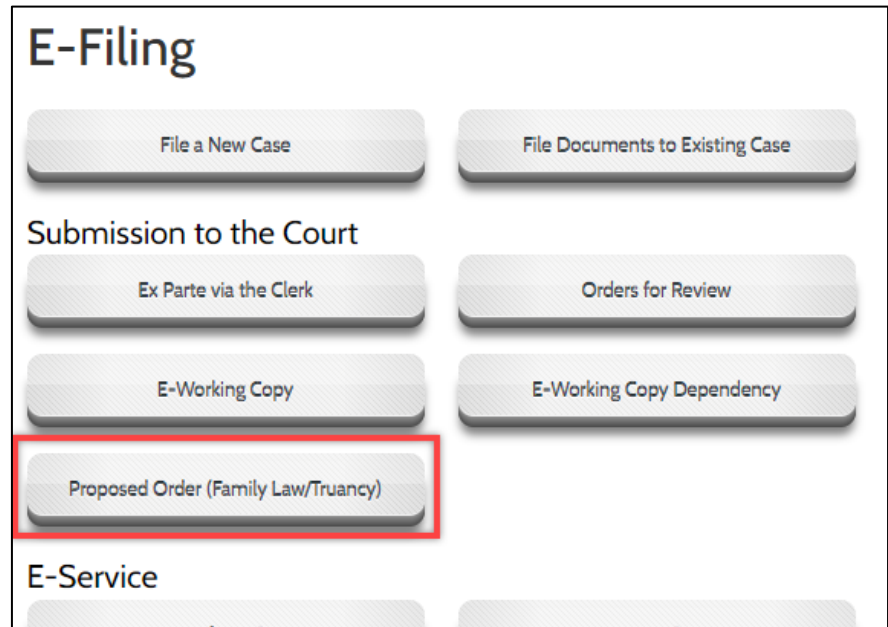 E-Filing
File a New Case
File Documents to Existing Case
Submission to the Court
Ex Parte via the Clerk
Orders for Review
E-Working Copy
E-Working Copy Dependency
Proposed Order (Family Law/Truancy)
E-Service